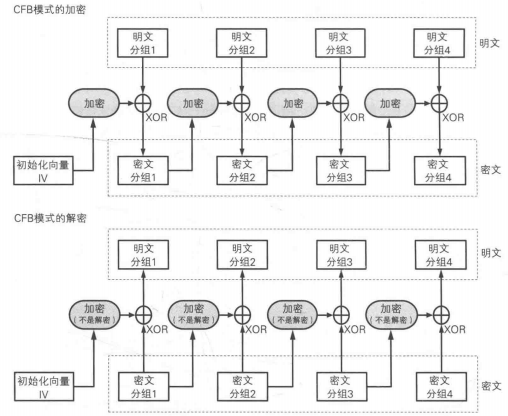 CFB模式的加密
明文
分组1
明文
分组2
明文
分组3
明文
分组4
明文
加密
XOR
加密
XOR
加密
XOR
加密
XOR
初始化向量
IV
密文
分组1
密文
分组2
密文
分组3
密文
分组4
密文
CFB模式的解密
明文
分组1
明文
分组2
明文
分组3
明文
分组4
明文
加密
(不是解密)
XOR
加密
(不是解密)
XOR
加密
(不是解密)
XOR
加密
(不是解密)
XOR
初始化向量
IV
密文
分组1
密文
分组2
密文
分组3
密文
分组4
密文